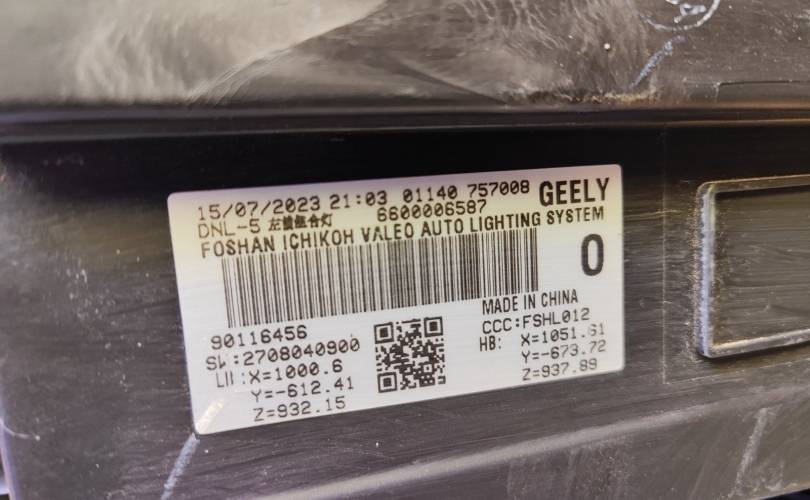 15/07/2023 21:03 01140 757008 GEELY
DNL-5 左前组合灯 6600006587
FOSHAN ICHIKOH VALEO AUTO LIGHTING SYSTEM
0
90116456
MADE IN CHINA
SW:2708040900
CCC:FSHL012
X=1000.6
HB: X=1051.61
Y=-612.41
Y=-673.72
Z=932.15
Z=937.89